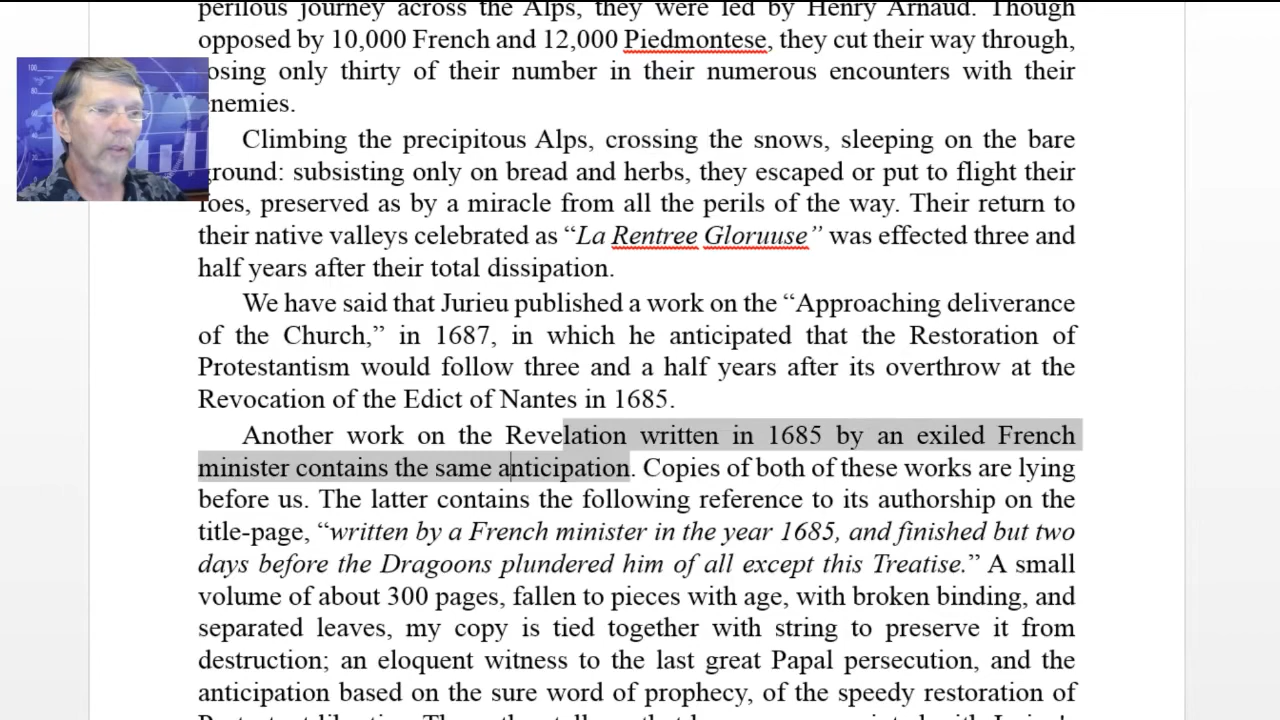 perilous journey across the Alps, they were led by Henry Arnaud. Though
opposed by 10,000 French and 12,000 Piedmontese, they cut their way through,
losing only thirty of their number in their numerous encounters with their
enemies.
Climbing the precipitous Alps, crossing the snows, sleeping on the bare
ground: subsisting only on bread and herbs, they escaped or put to flight their
foes, preserved as by a miracle from all the perils of the way. Their return to
their native valleys celebrated as “La Rentree Gloruuse” was effected three and
half years after their total dissipation.
We have said that Jurieu published a work on the “Approaching deliverance
of the Church,” in 1687, in which he anticipated that the Restoration of
Protestantism would follow three and a half years after its overthrow at the
Revocation of the Edict of Nantes in 1685.
Another work on the Revelation written in 1685 by an exiled French
minister contains the same anticipation. Copies of both of these works are lying
before us. The latter contains the following reference to its authorship on the
title-page, “written by a French minister in the year 1685, and finished but two
days before the Dragoons plundered him of all except this Treatise.” A small
volume of about 300 pages, fallen to pieces with age, with broken binding, and
separated leaves, my copy is tied together with string to preserve it from
destruction; an eloquent witness to the last great Papal persecution, and the
anticipation based on the sure word of prophecy, of the speedy restoration of